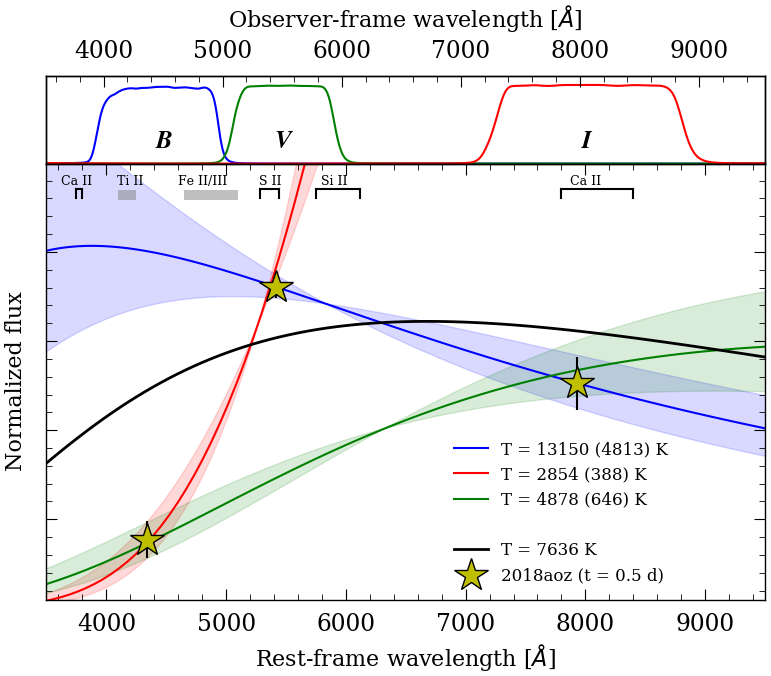 Observer-frame wavelength [Å]
4000 5000 6000 7000 8000 9000
B V I
Ca II Ti II Fe II/III S II Si II Ca II
Normalized flux
T = 13150 (4813) K
T = 2854 (388) K
T = 4878 (646) K
T = 7636 K
2018aoz (t = 0.5 d)
4000 5000 6000 7000 8000 9000
Rest-frame wavelength [Å]